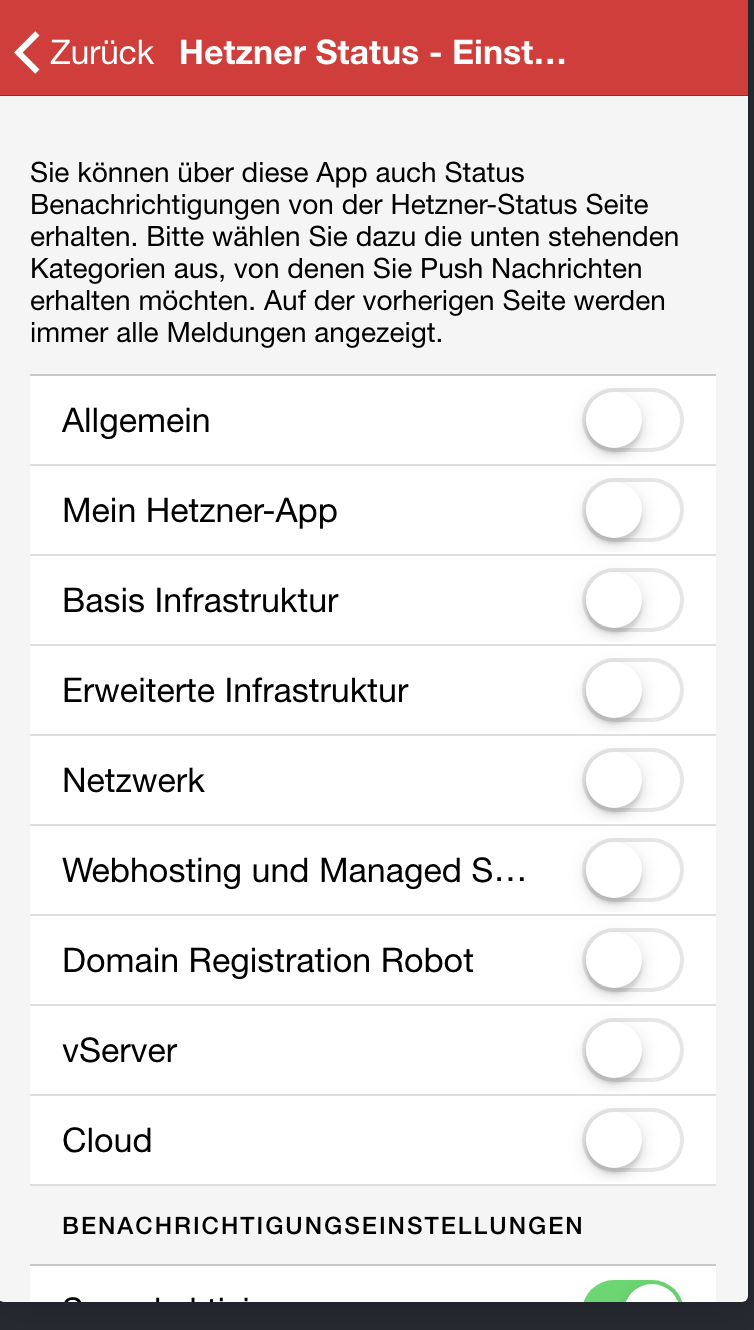 Zurück Hetzner Status - Einst...
Sie können über diese App auch Status
Benachrichtigungen von der Hetzner-Status Seite
erhalten. Bitte wählen Sie dazu die unten stehenden
Kategorien aus, von denen Sie Push Nachrichten
erhalten möchten. Auf der vorherigen Seite werden
immer alle Meldungen angezeigt.
Allgemein
Mein Hetzner-App
Basis Infrastruktur
Erweiterte Infrastruktur
Netzwerk
Webhosting und Managed S...
Domain Registration Robot
vServer
Cloud
BENACHRICHTIGUNGSEINSTELLUNGEN